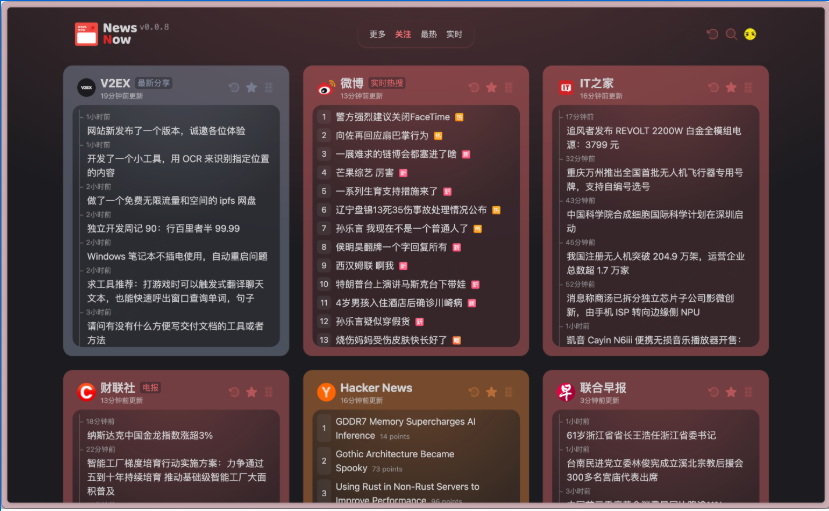 News v0.0.8
Now
更多 关注 最热 实时
V2EX 最新分享
19分钟前更新
1小时前
网站新发布了一个版本，诚邀各位体验
1小时前
开发了一个小工具，用 OCR 来识别指定位置
的内容
2小时前
做了一个免费无限流量和空间的 ipfs 网盘
2小时前
独立开发周记 90：行百里者半 99.99
2小时前
Windows 笔记本不插电使用，自动重启问题
2小时前
求工具推荐：打游戏时可以触发式翻译聊天
文本，也能快速呼出窗口查询单词，句子
3小时前
请问有没有什么方便写交付文档的工具或者
方法
微博 实时热搜
13分钟前更新
1 警方强烈建议关闭FaceTime 热
2 向佐再回应扇巴掌行为 热
3 一展难求的链博会都塞进了啥 新
4 芒果综艺 厉害 新
5 一系列生育支持措施来了 新
6 辽宁盘锦13死35伤事故处理情况公布 热
7 孙乐言 我现在不是一个普通人了 热
8 侯明昊翻牌一个字回复所有 新
9 西汉姆联 啊我 新
10 特朗普台上演讲马斯克台下带娃 新
11 4岁男孩入住酒店后确诊川崎病 新
12 孙乐言疑似穿假货 新
13 烧伤妈妈受伤皮肤快长好了 暖
IT之家
16分钟前更新
17分钟前
追风者发布 REVOLT 2200W 白金全模组电
源：3799 元
32分钟前
重庆万州推出全国首批无人机飞行器专用号
牌，支持自编号选号
43分钟前
中国科学院合成细胞国际科学计划在深圳启
动
45分钟前
我国注册无人机突破 204.9 万架，运营企业
总数超 1.7 万家
52分钟前
消息称商汤已拆分独立芯片子公司影微创
新，由手机 ISP 转向边缘侧 NPU
1小时前
凯音 Cayin N6iii 便携无损音乐播放器开售：
财联社 电报
13分钟前更新
18分钟前
纳斯达克中国金龙指数涨超3%
22分钟前
智能工厂梯度培育行动实施方案：力争通过
五到十年持续培育 推动基础级智能工厂大面
积普及
Hacker News
16分钟前更新
1 GDDR7 Memory Supercharges AI
Inference 14 points
2 Gothic Architecture Became
Spooky 73 points
3 Using Rust in Non-Rust Servers to
Improve Performance 96 points
联合早报
3分钟前更新
1小时前
61岁浙江省省长王浩任浙江省委书记
1小时前
台南民进党立委林俊宪成立溪北宗教后援会
300多名宫庙代表出席
3小时前